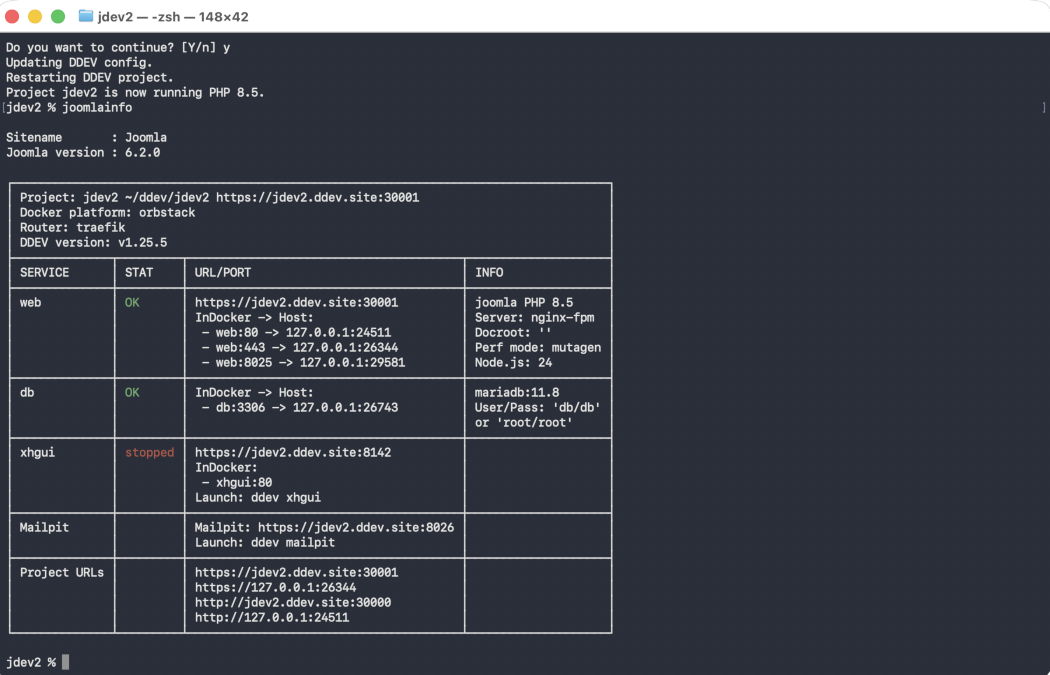 jdev2 — -zsh — 148×42
Do you want to continue? [Y/n] y
Updating DDEV config.
Restarting DDEV project.
Project jdev2 is now running PHP 8.5.
[jdev2 % joomlainfo ]
Sitename : Joomla
Joomla version : 6.2.0
Project: jdev2 ~/ddev/jdev2 https://jdev2.ddev.site:30001
Docker platform: orbstack
Router: traefik
DDEV version: v1.25.5
SERVICE STAT URL/PORT INFO
web OK https://jdev2.ddev.site:30001 joomla PHP 8.5
InDocker -> Host: Server: nginx-fpm
- web:80 -> 127.0.0.1:24511 Docroot: ''
- web:443 -> 127.0.0.1:26344 Perf mode: mutagen
- web:8025 -> 127.0.0.1:29581 Node.js: 24
db OK InDocker -> Host: mariadb:11.8
- db:3306 -> 127.0.0.1:26743 User/Pass: 'db/db'
or 'root/root'
xhgui stopped https://jdev2.ddev.site:8142
InDocker:
- xhgui:80
Launch: ddev xhgui
Mailpit Mailpit: https://jdev2.ddev.site:8026
Launch: ddev mailpit
Project URLs https://jdev2.ddev.site:30001
https://127.0.0.1:26344
http://jdev2.ddev.site:30000
http://127.0.0.1:24511
jdev2 %